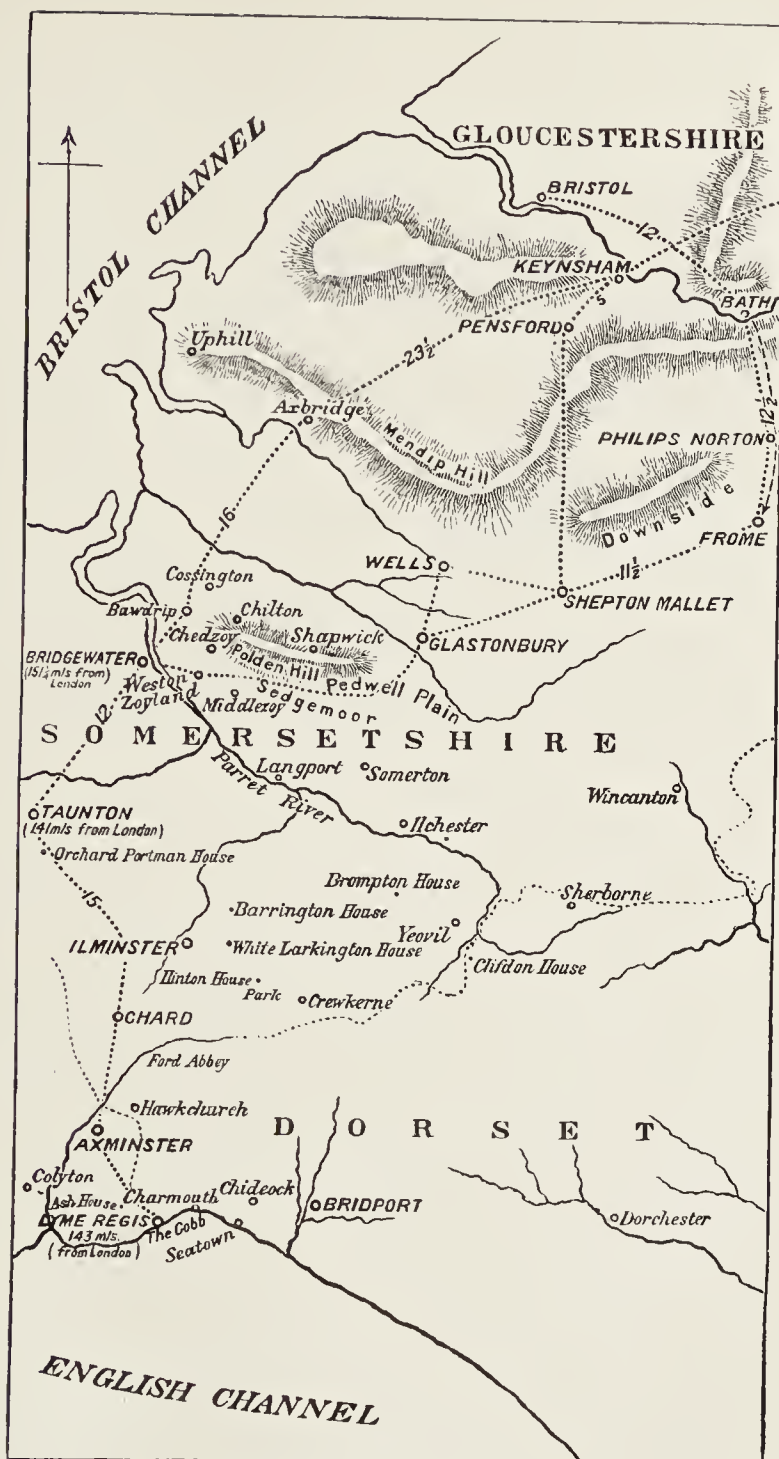 BRISTOL CHANNEL
GLOUCESTERSHIRE
BRISTOL
12
KEYNSHAM
5
BATH
PENSFORD
Uphill
23½
12½
Axbridge
Mendip Hill
PHILIPS NORTON
Downside
FROME
16
WELLS
11½
Cossington
SHEPTON MALLET
Bawdrip
Chilton
Chedzoy
Shapwick
GLASTONBURY
Polden Hill
BRIDGEWATER
(151¼ m/s from)
London
Weston
Zoyland
Pedwell Plain
Sedgemoor
Middlezoy
12
SOMERSETSHIRE
Langport
Somerton
Parret River
Wincanton
TAUNTON
(141 m/s from London)
Ilchester
Orchard Portman House
Brompton House
15
Sherborne
Barrington House
Yeovil
ILMINSTER
White Larkington House
Clifdon House
Hinton House
Park
Crewkerne
CHARD
Ford Abbey
Hawkchurch
DORSET
AXMINSTER
Colyton
Ash House
Charmouth
Chideock
BRIDPORT
LYME REGIS
The Cobb
Dorchester
143 m/s.
Seatown
(from London)
ENGLISH CHANNEL